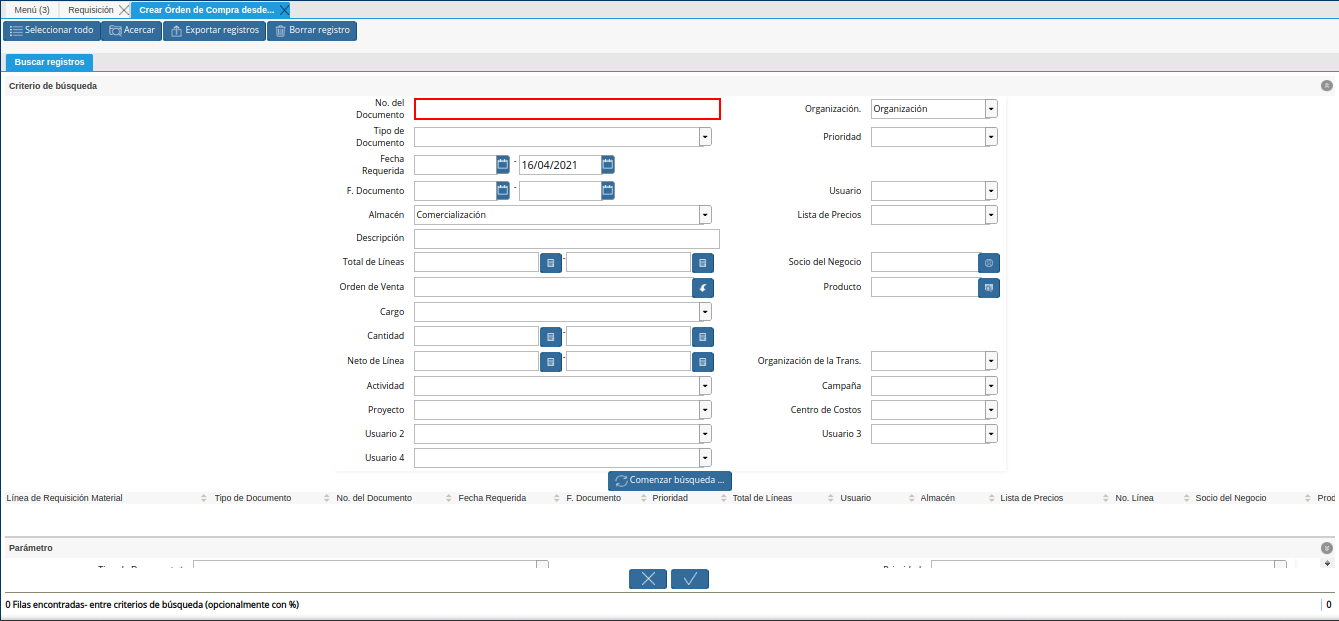 Menú (3) Requisición Crear Órden de Compra desde...
Seleccionar todo Acercar Exportar registros Borrar registro
Buscar registros
Criterio de búsqueda
No. del Documento Organización. Organización
Tipo de Documento Prioridad
Fecha Requerida - 16/04/2021
F. Documento - Usuario
Almacén Comercialización Lista de Precios
Descripción
Total de Líneas - Socio del Negocio
Orden de Venta Producto
Cargo
Cantidad -
Neto de Línea - Organización de la Trans.
Actividad Campaña
Proyecto Centro de Costos
Usuario 2 Usuario 3
Usuario 4
Comenzar búsqueda ...
Línea de Requisición Material Tipo de Documento No. del Documento Fecha Requerida F. Documento Prioridad Total de Líneas Usuario Almacén Lista de Precios No. Línea Socio del Negocio Prod
Parámetro
0 Filas encontradas- entre criterios de búsqueda (opcionalmente con %) 0